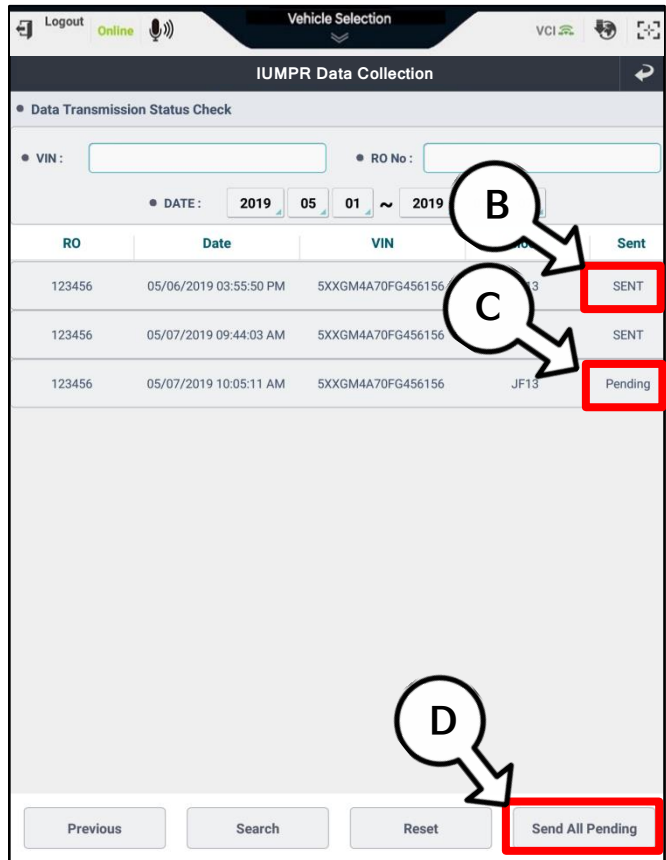 Logout Online Vehicle Selection VCI
IUMPR Data Collection
Data Transmission Status Check
VIN : RO No :
DATE : 2019 05 01 ~ 2019
B
RO Date VIN Sent
123456 05/06/2019 03:55:50 PM 5XXGM4A70FG456156 SENT
C
123456 05/07/2019 09:44:03 AM 5XXGM4A70FG456156 SENT
123456 05/07/2019 10:05:11 AM 5XXGM4A70FG456156 JF13 Pending
D
Previous Search Reset Send All Pending